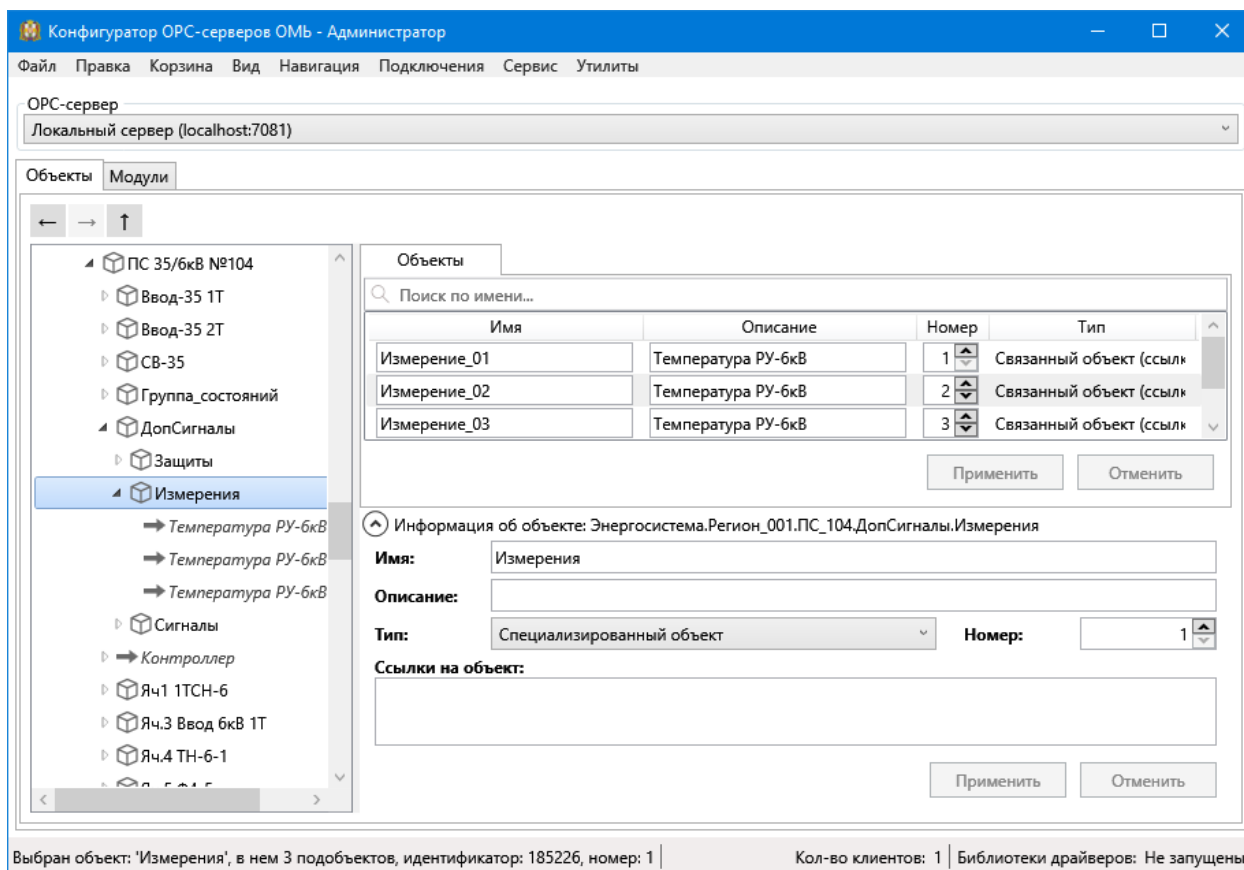 Конфигуратор ОРС-серверов ОМЬ - Администратор
Файл Правка Корзина Вид Навигация Подключения Сервис Утилиты
ОРС-сервер
Локальный сервер (localhost:7081)
Объекты Модули
ПС 35/6кВ №104
Ввод-35 1Т
Ввод-35 2Т
СВ-35
Группа_состояний
ДопСигналы
Защиты
Измерения
Температура РУ-6кВ
Температура РУ-6кВ
Температура РУ-6кВ
Сигналы
Контроллер
Яч1 1ТСН-6
Яч.3 Ввод 6кВ 1Т
Яч.4 ТН-6-1
Объекты
Поиск по имени...
Имя Описание Номер Тип
Измерение_01 Температура РУ-6кВ 1 Связанный объект (ссылк
Измерение_02 Температура РУ-6кВ 2 Связанный объект (ссылк
Измерение_03 Температура РУ-6кВ 3 Связанный объект (ссылк
Применить Отменить
Информация об объекте: Энергосистема.Регион_001.ПС_104.ДопСигналы.Измерения
Имя: Измерения
Описание:
Тип: Специализированный объект Номер: 1
Ссылки на объект:
Применить Отменить
Выбран объект: 'Измерения', в нем 3 подобъектов, идентификатор: 185226, номер: 1 Кол-во клиентов: 1 Библиотеки драйверов: Не запущены